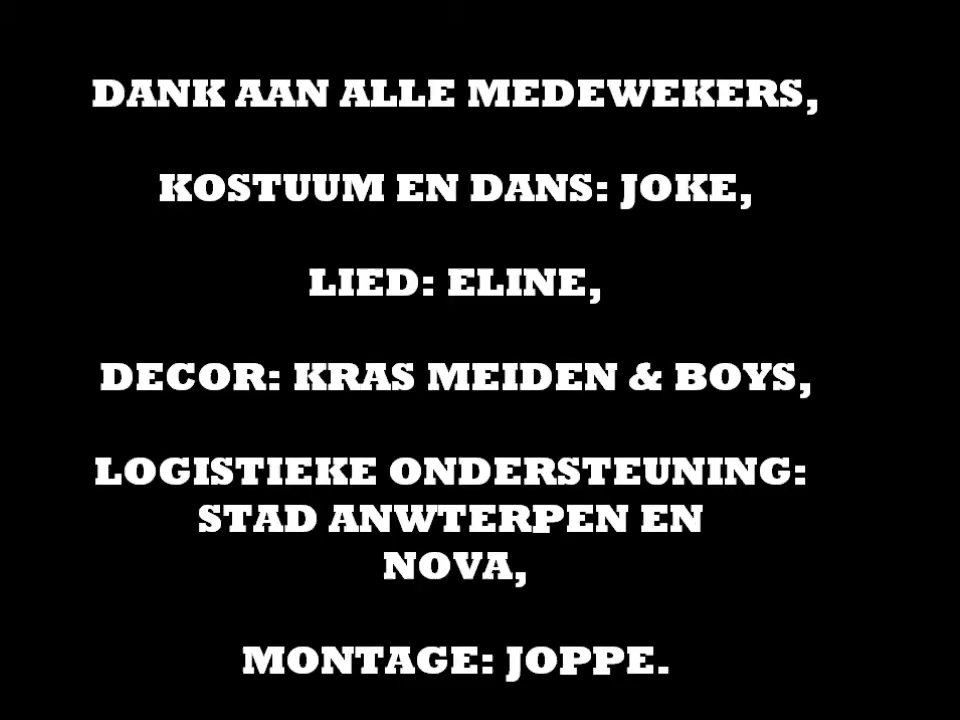 DANK AAN ALLE MEDEWEKERS,
KOSTUUM EN DANS: JOKE,
LIED: ELINE,
DECOR: KRAS MEIDEN & BOYS,
LOGISTIEKE ONDERSTEUNING:
STAD ANWTERPEN EN
NOVA,
MONTAGE: JOPPE.